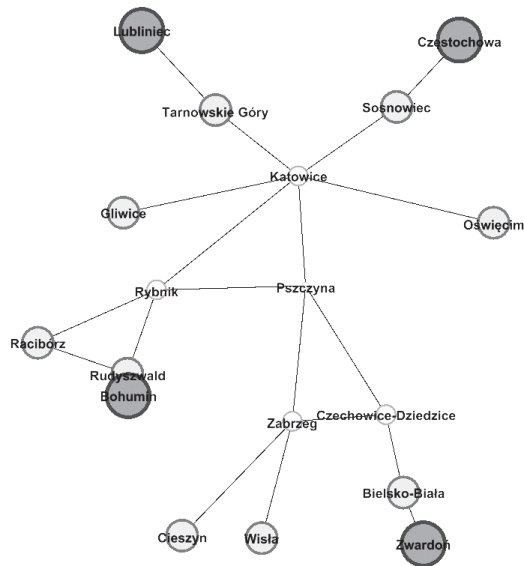 Lubliniec
Częstochowa
Tarnowskie Góry
Sosnowiec
Katowice
Gliwice
Oświęcim
Rybnik
Pszczyna
Racibórz
Rudyszwald
Bohumin
Zabrzeg
Czechowice-Dziedzice
Bielsko-Biała
Cieszyn
Wisła
Zwardoń